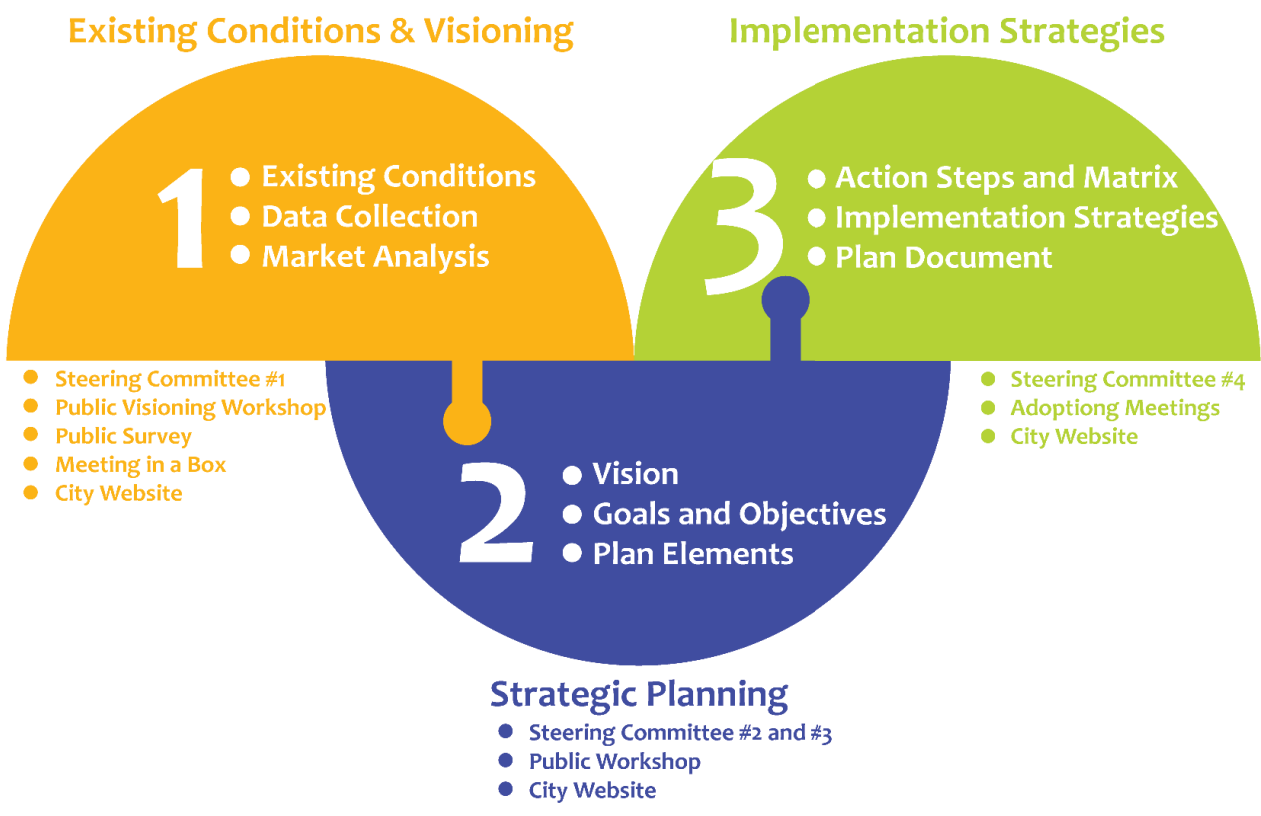 Existing Conditions & Visioning
1
● Existing Conditions
● Data Collection
● Market Analysis
● Steering Committee #1
● Public Visioning Workshop
● Public Survey
● Meeting in a Box
● City Website
2
● Vision
● Goals and Objectives
● Plan Elements
Strategic Planning
● Steering Committee #2 and #3
● Public Workshop
● City Website
Implementation Strategies
3
● Action Steps and Matrix
● Implementation Strategies
● Plan Document
● Steering Committee #4
● Adoptiong Meetings
● City Website